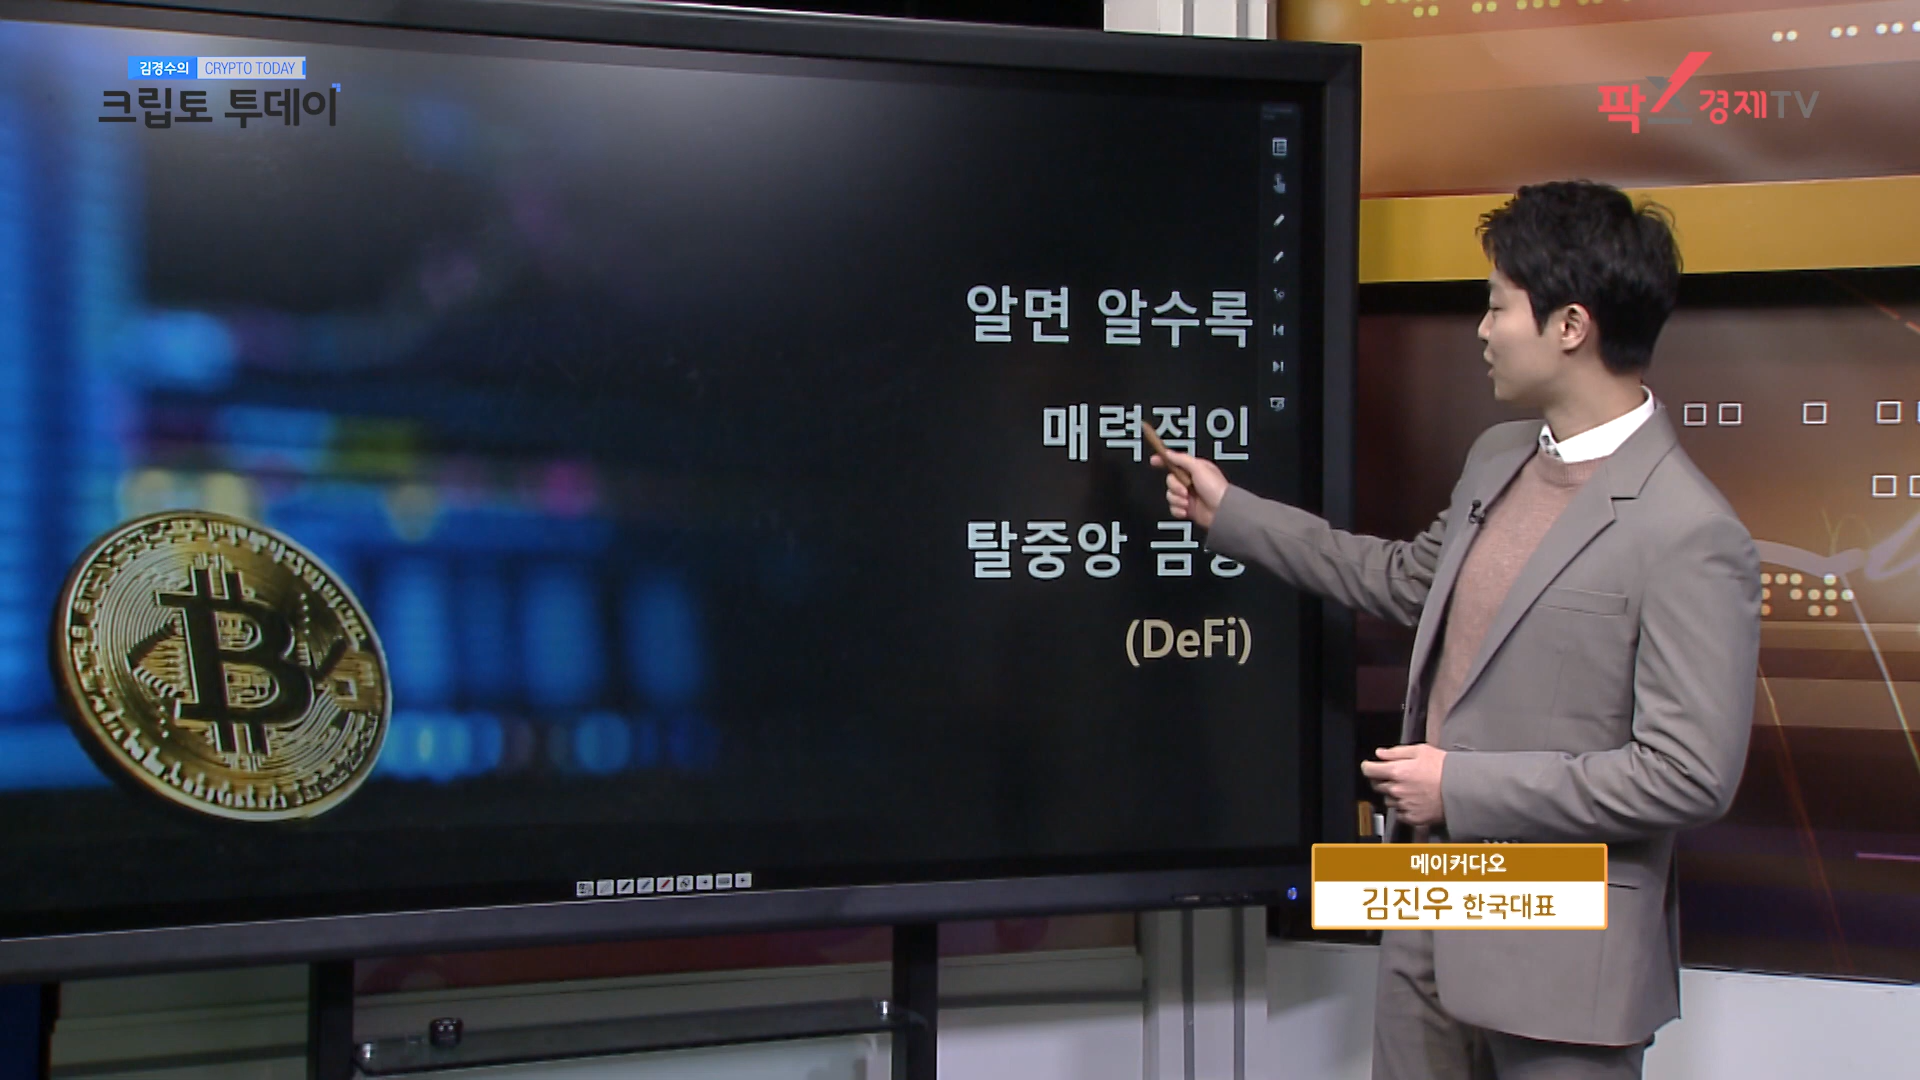 김경수의 CRYPTO TODAY
크립토 투데이
팍스경제TV
알면 알수록
매력적인
탈중앙
(DeFi)
메이커다오
김진우 한국대표